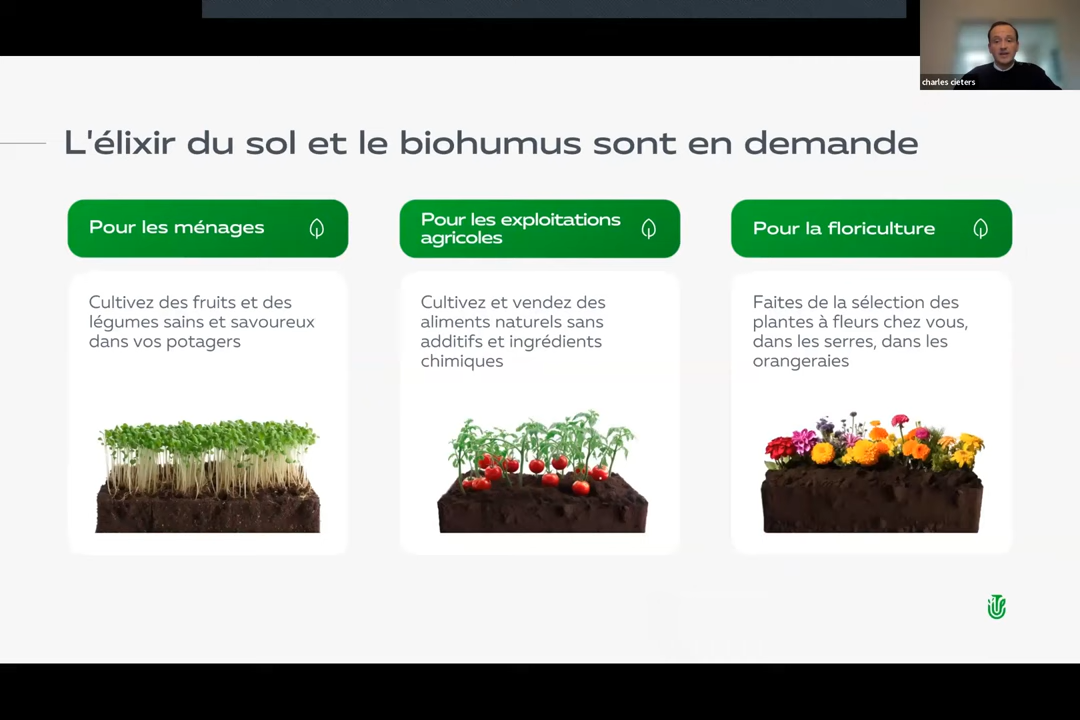 charles cieters
L'élixir du sol et le biohumus sont en demande
Pour les ménages
Cultivez des fruits et des
légumes sains et savoureux
dans vos potagers
Pour les exploitations
agricoles
Cultivez et vendez des
aliments naturels sans
additifs et ingrédients
chimiques
Pour la floriculture
Faites de la sélection des
plantes à fleurs chez vous,
dans les serres, dans les
orangeraies